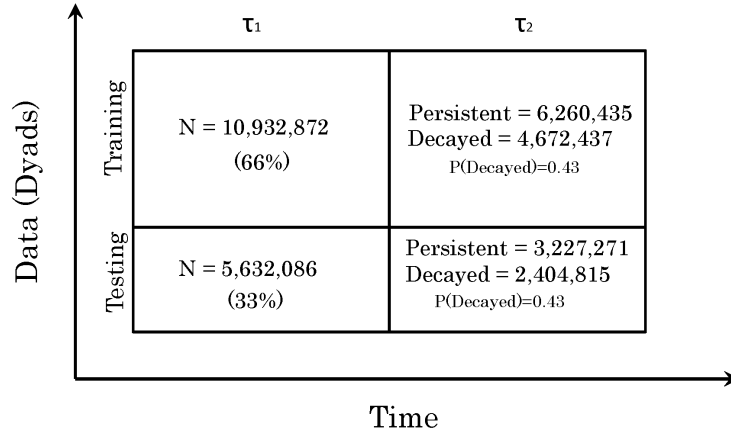 τ1 τ2
Training
N = 10,932,872
(66%)
Persistent = 6,260,435
Decayed = 4,672,437
P(Decayed)=0.43
Testing
N = 5,632,086
(33%)
Persistent = 3,227,271
Decayed = 2,404,815
P(Decayed)=0.43
Data (Dyads)
Time